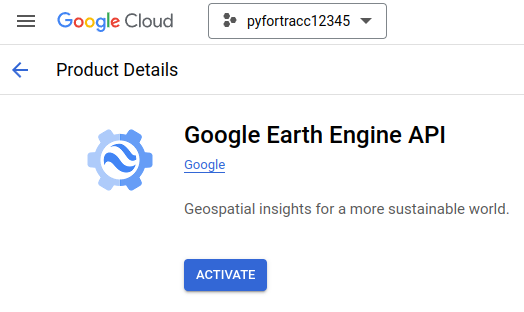 Google Cloud
pyfortracc12345
Product Details
Google Earth Engine API
Google
Geospatial insights for a more sustainable world.
ACTIVATE